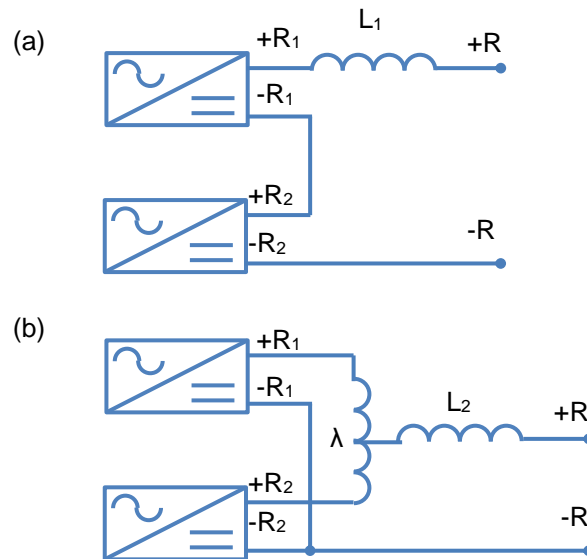 (a)
+R₁
L₁
+R
-R₁
+R₂
-R₂
-R
(b)
+R₁
-R₁
L₂
+R
λ
+R₂
-R₂
-R